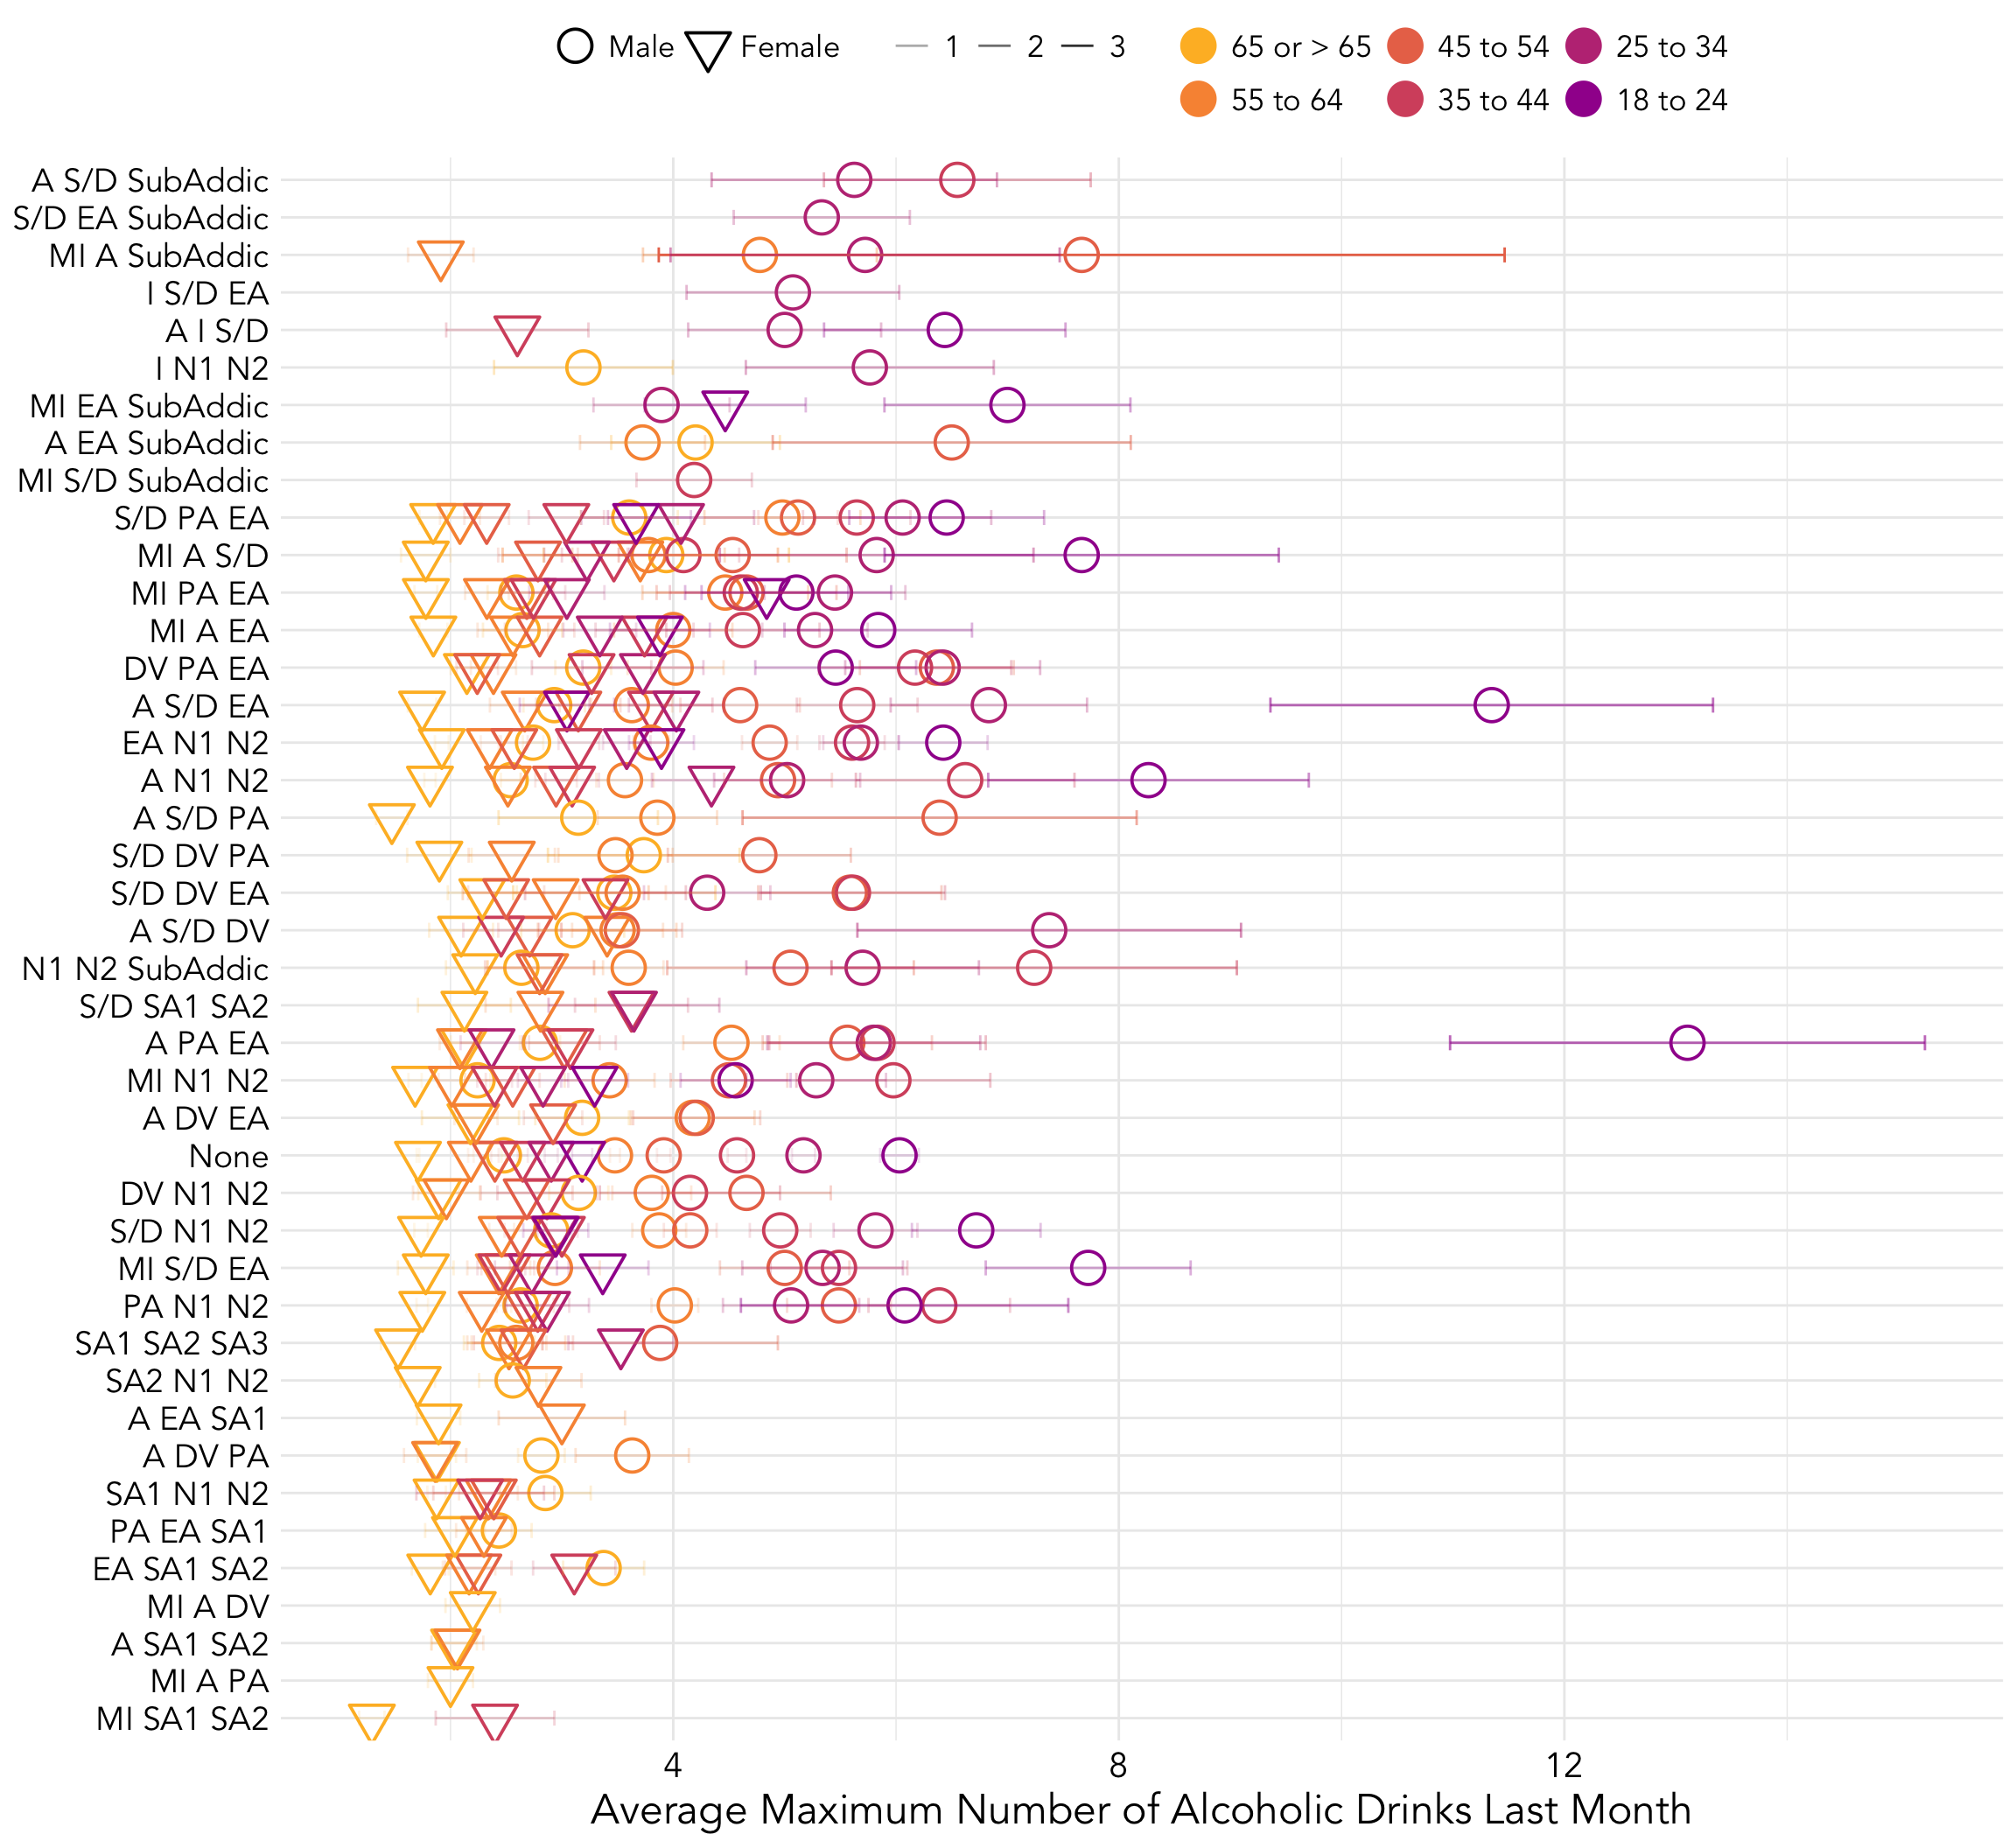 Male Female 1 2 3 65 or > 65 45 to 54 25 to 34
55 to 64 35 to 44 18 to 24
A S/D SubAddic
S/D EA SubAddic
MI A SubAddic
I S/D EA
A I S/D
I N1 N2
MI EA SubAddic
A EA SubAddic
MI S/D SubAddic
S/D PA EA
MI A S/D
MI PA EA
MI A EA
DV PA EA
A S/D EA
EA N1 N2
A N1 N2
A S/D PA
S/D DV PA
S/D DV EA
A S/D DV
N1 N2 SubAddic
S/D SA1 SA2
A PA EA
MI N1 N2
A DV EA
None
DV N1 N2
S/D N1 N2
MI S/D EA
PA N1 N2
SA1 SA2 SA3
SA2 N1 N2
A EA SA1
A DV PA
SA1 N1 N2
PA EA SA1
EA SA1 SA2
MI A DV
A SA1 SA2
MI A PA
MI SA1 SA2
4 8 12
Average Maximum Number of Alcoholic Drinks Last Month